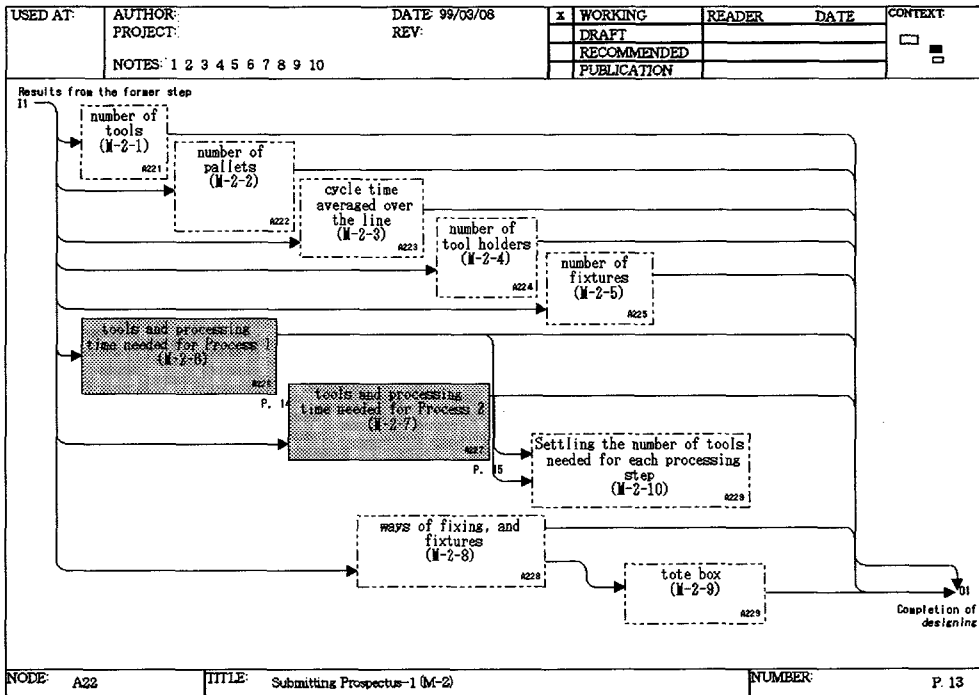 USED AT:
AUTHOR:
DATE: 99/03/08
PROJECT:
REV:
NOTES: 1 2 3 4 5 6 7 8 9 10
x WORKING
DRAFT
RECOMMENDED
PUBLICATION
READER DATE
CONTEXT:
Results from the former step
I1
number of
tools
(M-2-1)
A221
number of
pallets
(M-2-2)
A222
cycle time
averaged over
the line
(M-2-3)
A223
number of
tool holders
(M-2-4)
A224
number of
fixtures
(M-2-5)
A225
tools and processing
time needed for Process 1
(M-2-6)
A226
P. 14
tools and processing
time needed for Process 2
(M-2-7)
A227
P. 15
Settling the number of tools
needed for each processing
step
(M-2-10)
ways of fixing, and
fixtures
(M-2-8)
A228
tote box
(M-2-9)
A229
O1
Completion of
designing
NODE: A22
TITLE: Submitting Prospectus-1 (M-2)
NUMBER: P. 13